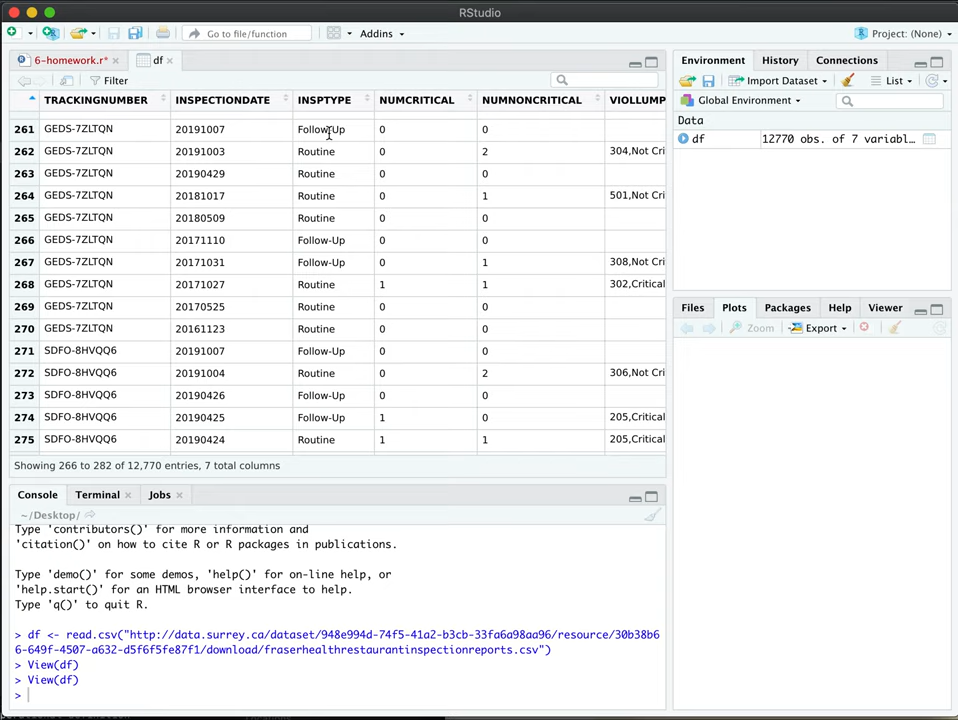 RStudio
Go to file/function
Addins
Project: (None)
6-homework.r*
df
Filter
TRACKINGNUMBER INSPECTIONDATE INSPTYPE NUMCRITICAL NUMNONCRITICAL VIOLLUMP
261 GEDS-7ZLTQN 20191007 Follow-Up 0 0
262 GEDS-7ZLTQN 20191003 Routine 0 2 304,Not Cri
263 GEDS-7ZLTQN 20190429 Routine 0 0
264 GEDS-7ZLTQN 20181017 Routine 0 1 501,Not Cri
265 GEDS-7ZLTQN 20180509 Routine 0 0
266 GEDS-7ZLTQN 20171110 Follow-Up 0 0
267 GEDS-7ZLTQN 20171031 Follow-Up 0 1 308,Not Cri
268 GEDS-7ZLTQN 20171027 Routine 1 1 302,Critical
269 GEDS-7ZLTQN 20170525 Routine 0 0
270 GEDS-7ZLTQN 20161123 Routine 0 0
271 SDFO-8HVQQ6 20191007 Follow-Up 0 0
272 SDFO-8HVQQ6 20191004 Routine 0 2 306,Not Cri
273 SDFO-8HVQQ6 20190426 Follow-Up 0 0
274 SDFO-8HVQQ6 20190425 Follow-Up 1 0 205,Critical
275 SDFO-8HVQQ6 20190424 Routine 1 1 205,Critical
Showing 266 to 282 of 12,770 entries, 7 total columns
Console Terminal Jobs
~/Desktop/
Type 'contributors()' for more information and
'citation()' on how to cite R or R packages in publications.
Type 'demo()' for some demos, 'help()' for on-line help, or
'help.start()' for an HTML browser interface to help.
Type 'q()' to quit R.
> df <- read.csv("http://data.surrey.ca/dataset/948e994d-74f5-41a2-b3cb-33fa6a98aa96/resource/30b38b6
6-649f-4507-a632-d5f6f5fe87f1/download/fraserhealthrestaurantinspectionreports.csv")
> View(df)
> View(df)
>
Environment History Connections
Import Dataset List
Global Environment
Data
df 12770 obs. of 7 variabl...
Files Plots Packages Help Viewer
Zoom Export